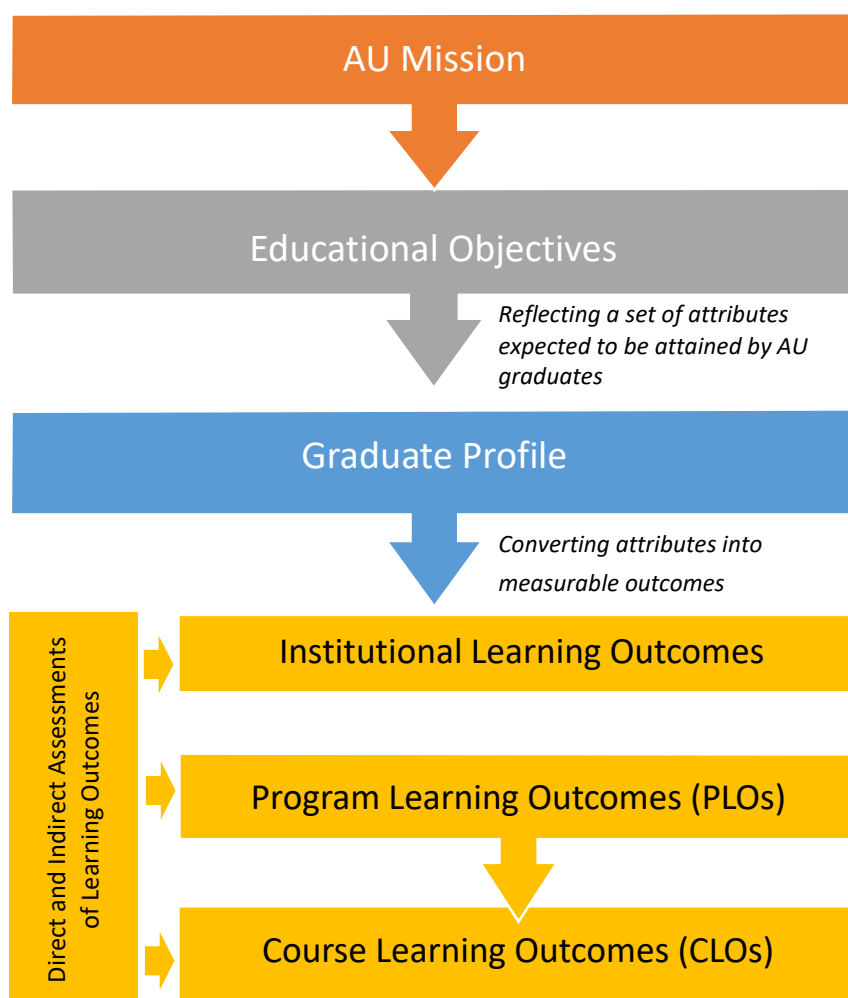 AU Mission
Educational Objectives
Reflecting a set of attributes
expected to be attained by AU
graduates
Graduate Profile
Converting attributes into
measurable outcomes
Direct and Indirect Assessments
of Learning Outcomes
Institutional Learning Outcomes
Program Learning Outcomes (PLOs)
Course Learning Outcomes (CLOs)